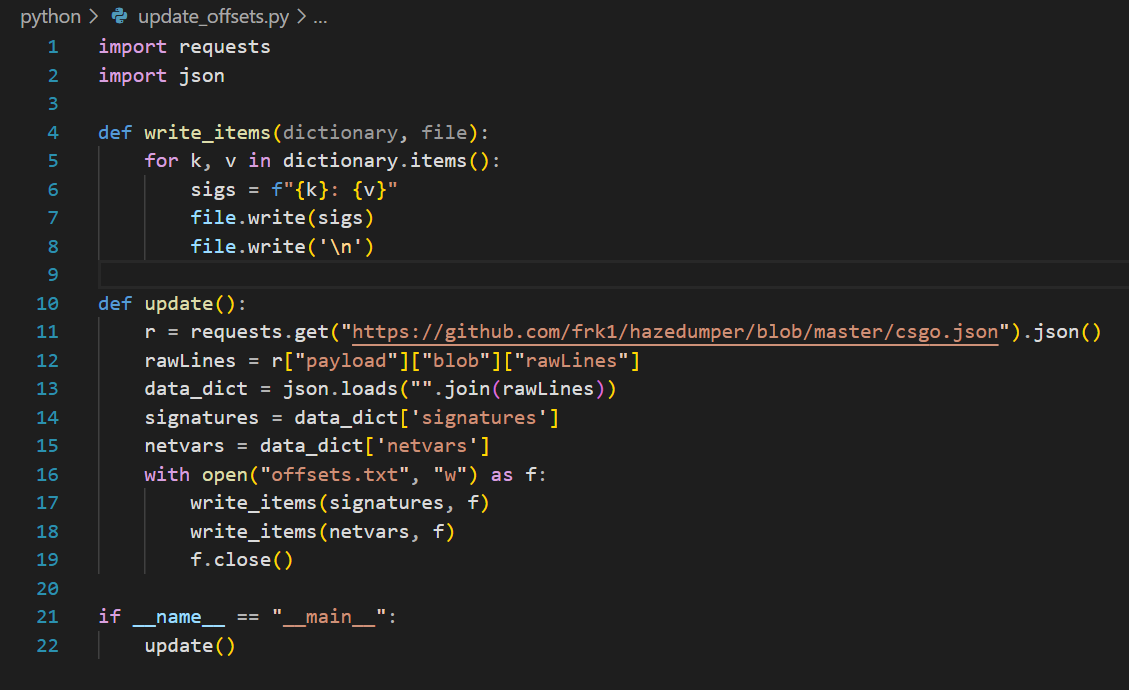 python > update_offsets.py > ...
1 import requests
2 import json
3
4 def write_items(dictionary, file):
5     for k, v in dictionary.items():
6         sigs = f"{k}: {v}"
7         file.write(sigs)
8         file.write('\n')
9
10 def update():
11     r = requests.get("https://github.com/frk1/hazedumper/blob/master/csgo.json").json()
12     rawLines = r["payload"]["blob"]["rawLines"]
13     data_dict = json.loads("".join(rawLines))
14     signatures = data_dict['signatures']
15     netvars = data_dict['netvars']
16     with open("offsets.txt", "w") as f:
17         write_items(signatures, f)
18         write_items(netvars, f)
19         f.close()
20
21 if __name__ == "__main__":
22     update()